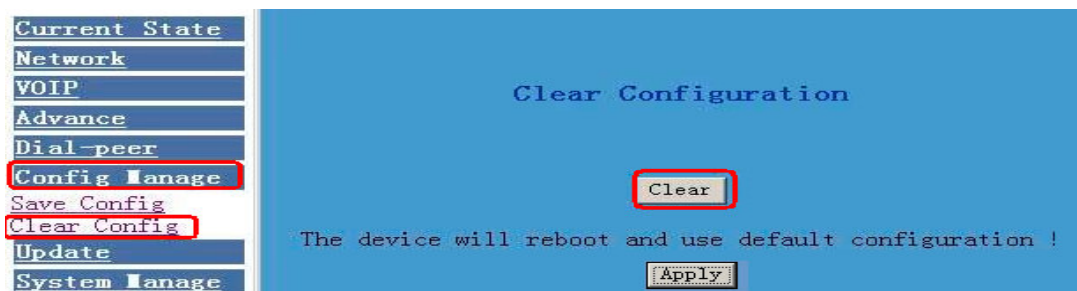 Current State
Network
VOIP
Advance
Dial-peer
Config Manage
Save Config
Clear Config
Update
System Manage
Clear Configuration
Clear
The device will reboot and use default configuration !
Apply